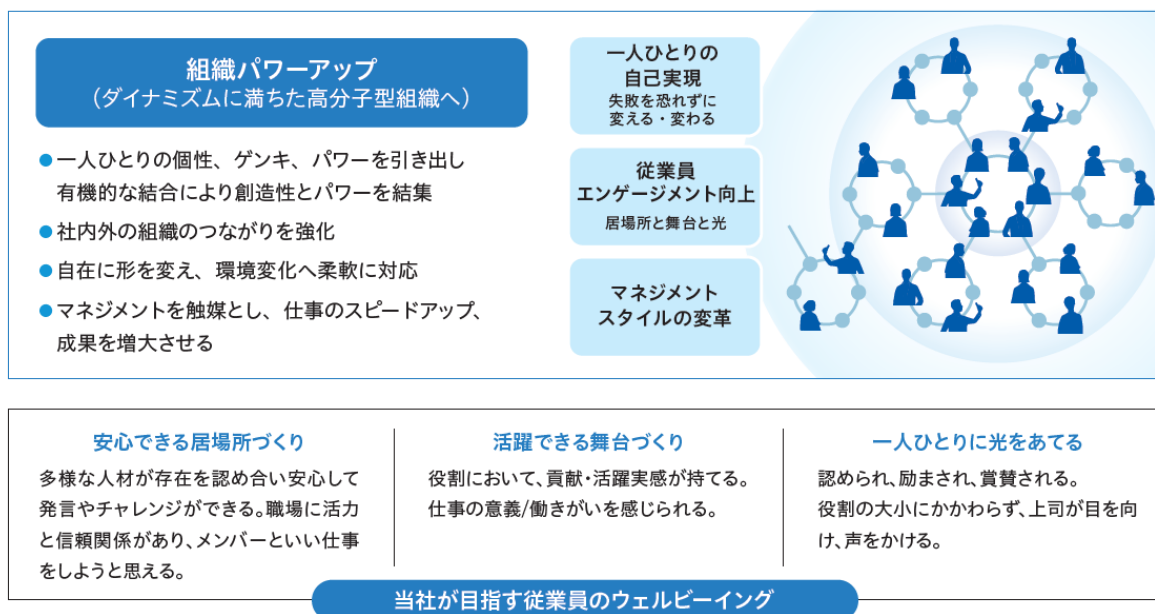 組織パワーアップ
（ダイナミズムに満ちた高分子型組織へ）
●一人ひとりの個性、ゲンキ、パワーを引き出し
有機的な結合により創造性とパワーを結集
●社内外の組織のつながりを強化
●自在に形を変え、環境変化へ柔軟に対応
●マネジメントを触媒とし、仕事のスピードアップ、
成果を増大させる
一人ひとりの
自己実現
失敗を恐れずに
変える・変わる
従業員
エンゲージメント向上
居場所と舞台と光
マネジメント
スタイルの変革
安心できる居場所づくり
多様な人材が存在を認め合い安心して
発言やチャレンジができる。職場に活力
と信頼関係があり、メンバーといい仕事
をしようと思える。
活躍できる舞台づくり
役割において、貢献・活躍実感が持てる。
仕事の意義/働きがいを感じられる。
一人ひとりに光をあてる
認められ、励まされ、賞賛される。
役割の大小にかかわらず、上司が目を向
け、声をかける。
当社が目指す従業員のウェルビーイング